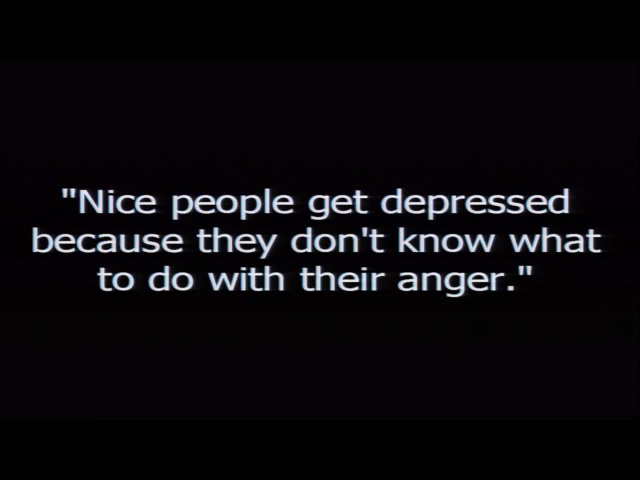 "Nice people get depressed
because they don't know what
to do with their anger."